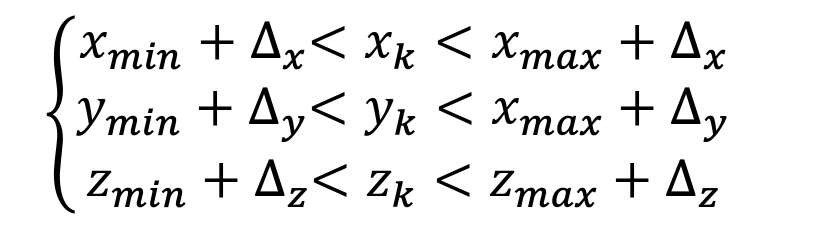 x_min + Δ_x < x_k < x_max + Δ_x
y_min + Δ_y < y_k < x_max + Δ_y
z_min + Δ_z < z_k < z_max + Δ_z